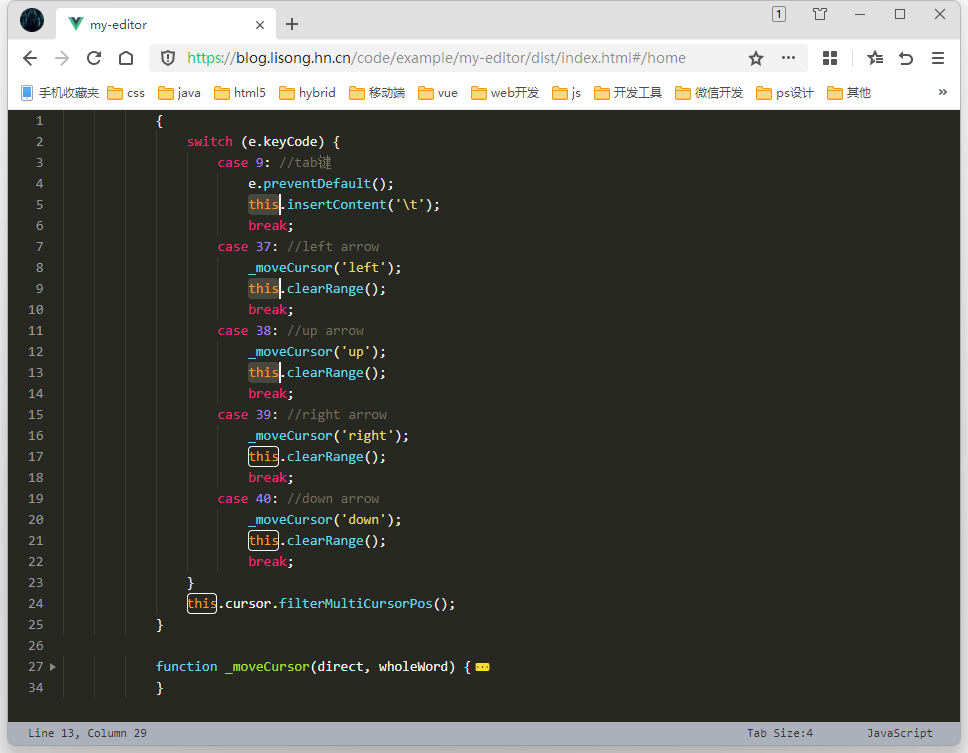 my-editor
1
https://blog.lisong.hn.cn/code/example/my-editor/dist/index.html#/home
手机收藏夹 css java html5 hybrid 移动端 vue web开发 js 开发工具 微信开发 ps设计 其他 »
1 {
2 switch (e.keyCode) {
3 case 9: //tab键
4 e.preventDefault();
5 this.insertContent('\t');
6 break;
7 case 37: //left arrow
8 _moveCursor('left');
9 this.clearRange();
10 break;
11 case 38: //up arrow
12 _moveCursor('up');
13 this.clearRange();
14 break;
15 case 39: //right arrow
16 _moveCursor('right');
17 this.clearRange();
18 break;
19 case 40: //down arrow
20 _moveCursor('down');
21 this.clearRange();
22 break;
23 }
24 this.cursor.filterMultiCursorPos();
25 }
26
27 function _moveCursor(direct, wholeWord) {
34 }
Line 13, Column 29 Tab Size:4 JavaScript